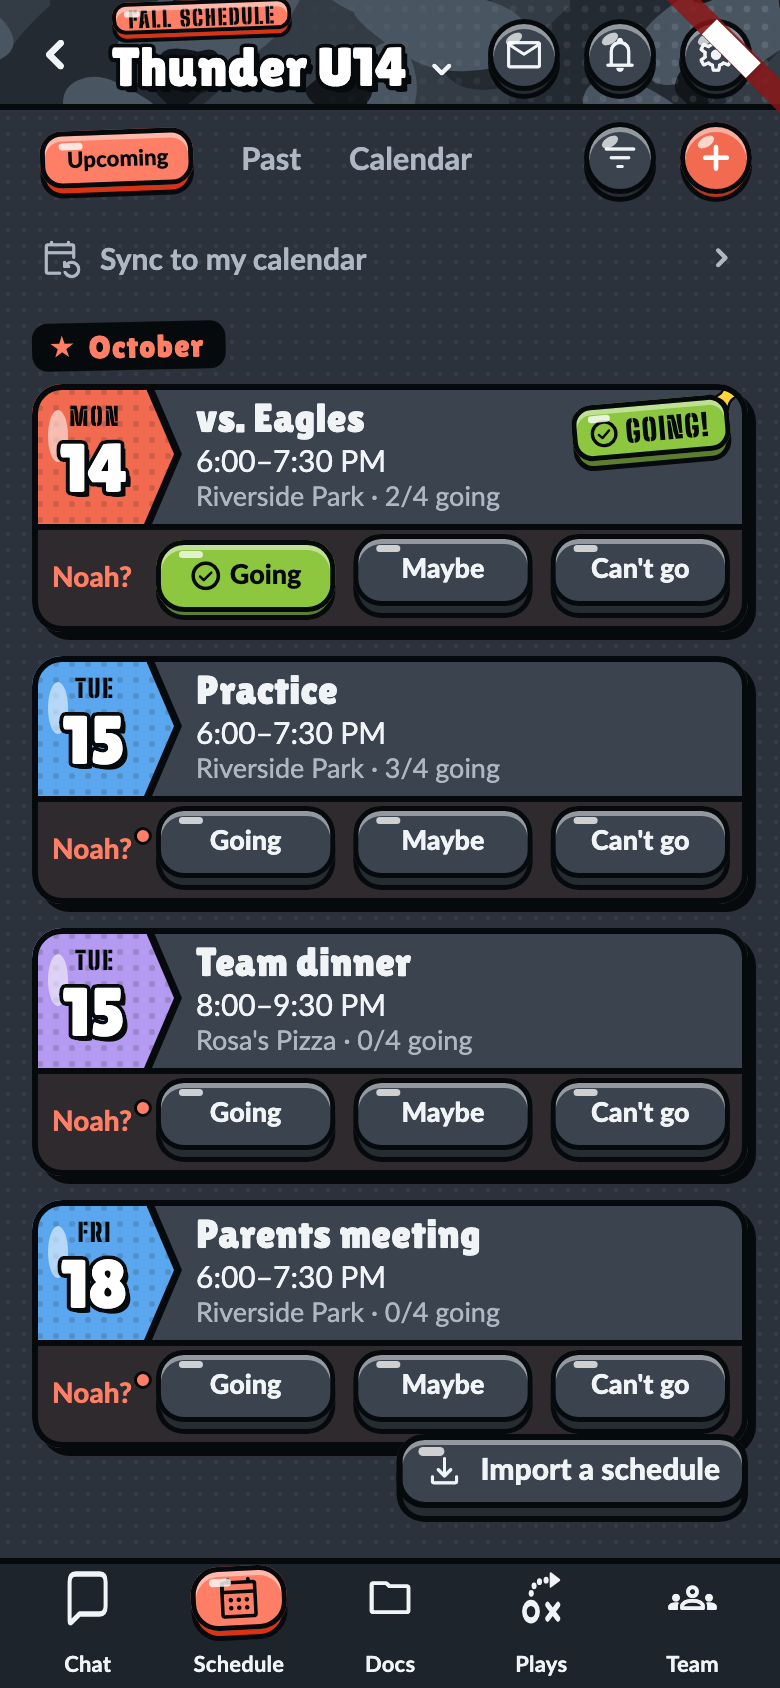 FALL SCHEDULE
Thunder U14
Upcoming Past Calendar
Sync to my calendar
★ October
MON
14
vs. Eagles
6:00–7:30 PM
Riverside Park · 2/4 going
GOING!
Noah? Going Maybe Can't go
TUE
15
Practice
6:00–7:30 PM
Riverside Park · 3/4 going
Noah? Going Maybe Can't go
TUE
15
Team dinner
8:00–9:30 PM
Rosa's Pizza · 0/4 going
Noah? Going Maybe Can't go
FRI
18
Parents meeting
6:00–7:30 PM
Riverside Park · 0/4 going
Noah? Going Maybe Can't go
Import a schedule
Chat Schedule Docs Plays Team